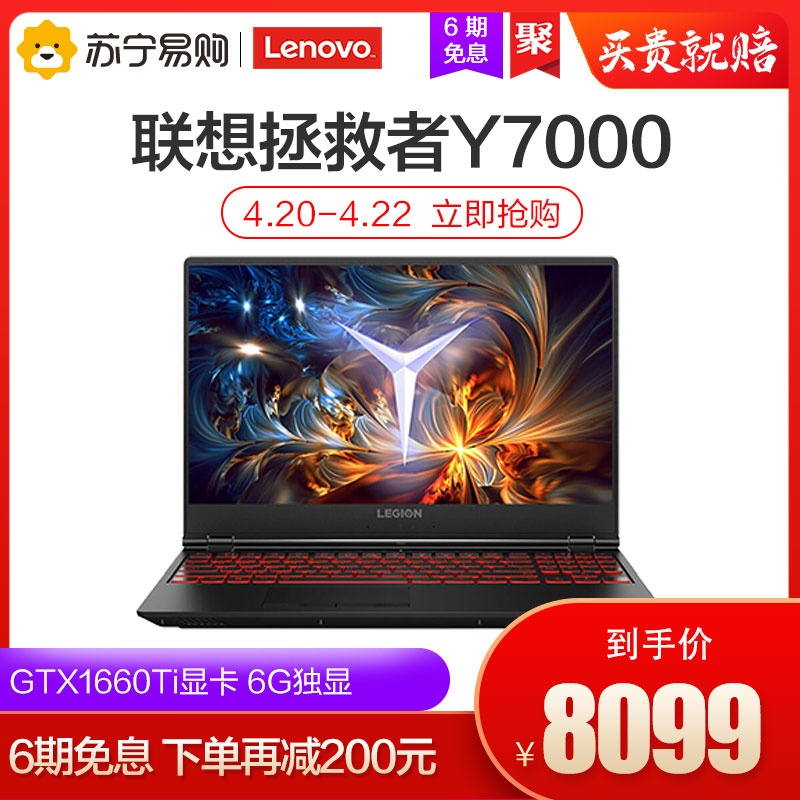 苏宁易购
Lenovo
6期
免息
聚
买贵就赔
联想拯救者Y7000
4.20-4.22 立即抢购
LEGION
GTX1660Ti显卡 6G独显
到手价
6期免息 下单再减200元
¥8099